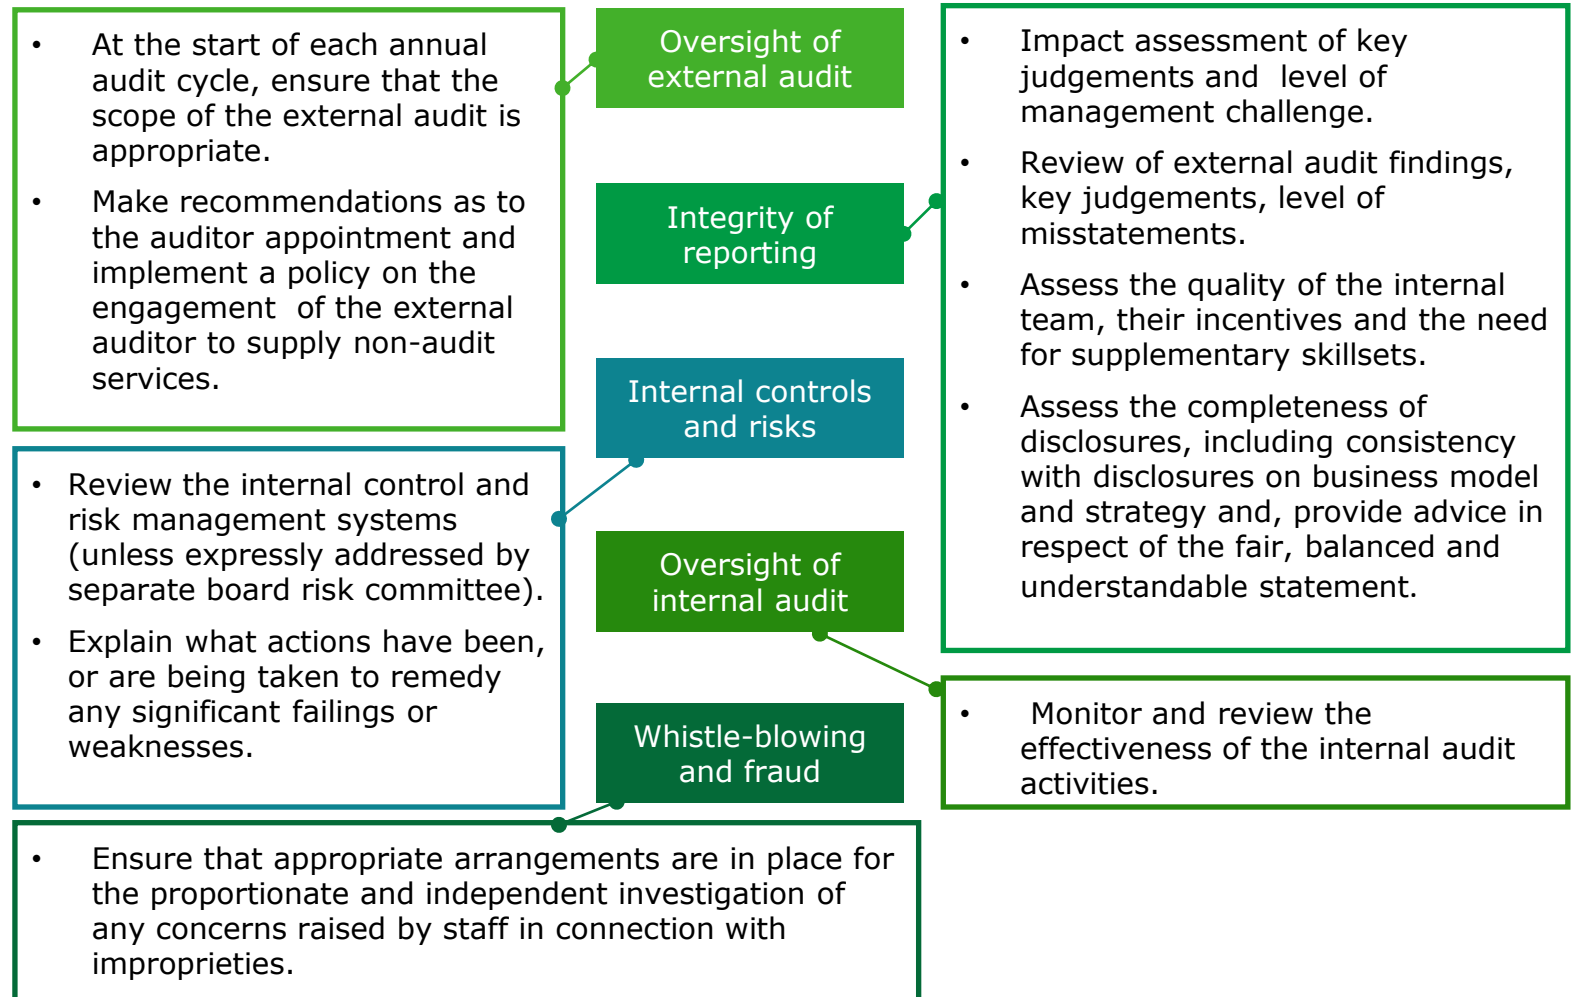 • At the start of each annual
audit cycle, ensure that the
scope of the external audit is
appropriate.
• Make recommendations as to
the auditor appointment and
implement a policy on the
engagement of the external
auditor to supply non-audit
services.
Oversight of
external audit
Integrity of
reporting
Internal controls
and risks
Oversight of
internal audit
Whistle-blowing
and fraud
• Impact assessment of key
judgements and level of
management challenge.
• Review of external audit findings,
key judgements, level of
misstatements.
• Assess the quality of the internal
team, their incentives and the need
for supplementary skillsets.
• Assess the completeness of
disclosures, including consistency
with disclosures on business model
and strategy and, provide advice in
respect of the fair, balanced and
understandable statement.
• Review the internal control and
risk management systems
(unless expressly addressed by
separate board risk committee).
• Explain what actions have been,
or are being taken to remedy
any significant failings or
weaknesses.
• Monitor and review the
effectiveness of the internal audit
activities.
• Ensure that appropriate arrangements are in place for
the proportionate and independent investigation of
any concerns raised by staff in connection with
improprieties.